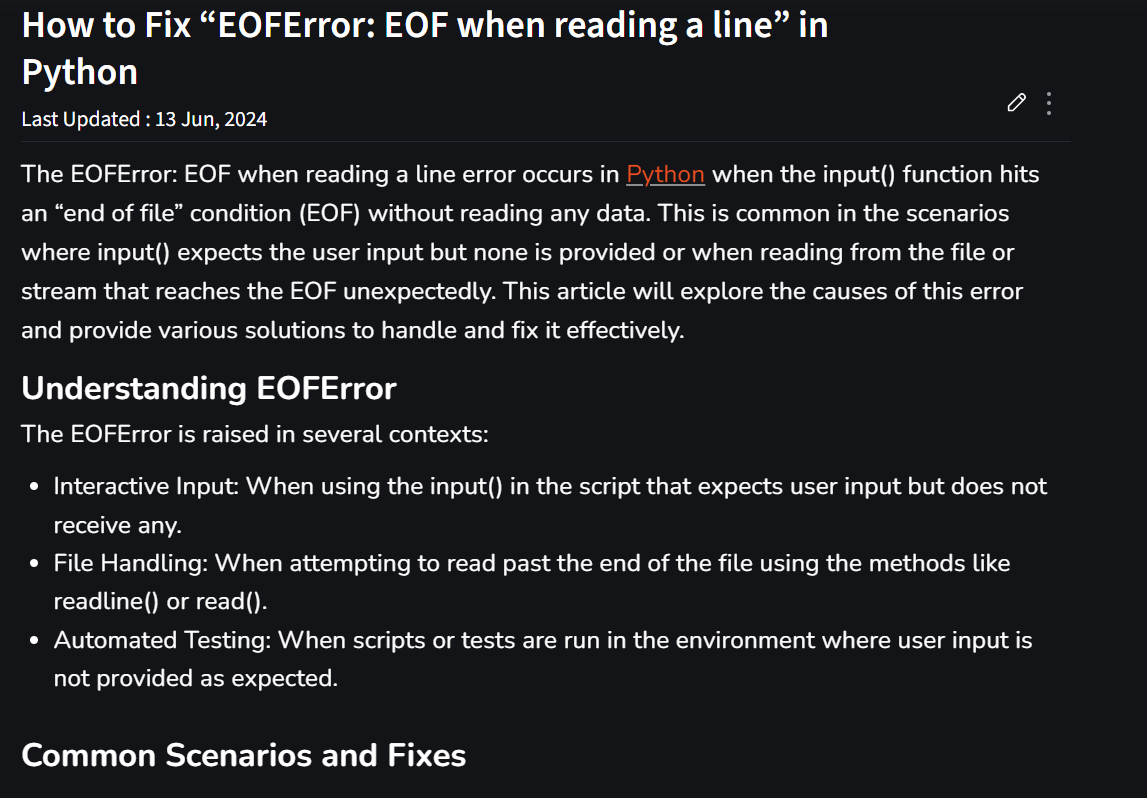 How to Fix “EOFError: EOF when reading a line” in
Python
Last Updated : 13 Jun, 2024
The EOFError: EOF when reading a line error occurs in Python when the input() function hits
an “end of file” condition (EOF) without reading any data. This is common in the scenarios
where input() expects the user input but none is provided or when reading from the file or
stream that reaches the EOF unexpectedly. This article will explore the causes of this error
and provide various solutions to handle and fix it effectively.
Understanding EOFError
The EOFError is raised in several contexts:
• Interactive Input: When using the input() in the script that expects user input but does not
receive any.
• File Handling: When attempting to read past the end of the file using the methods like
readline() or read().
• Automated Testing: When scripts or tests are run in the environment where user input is
not provided as expected.
Common Scenarios and Fixes